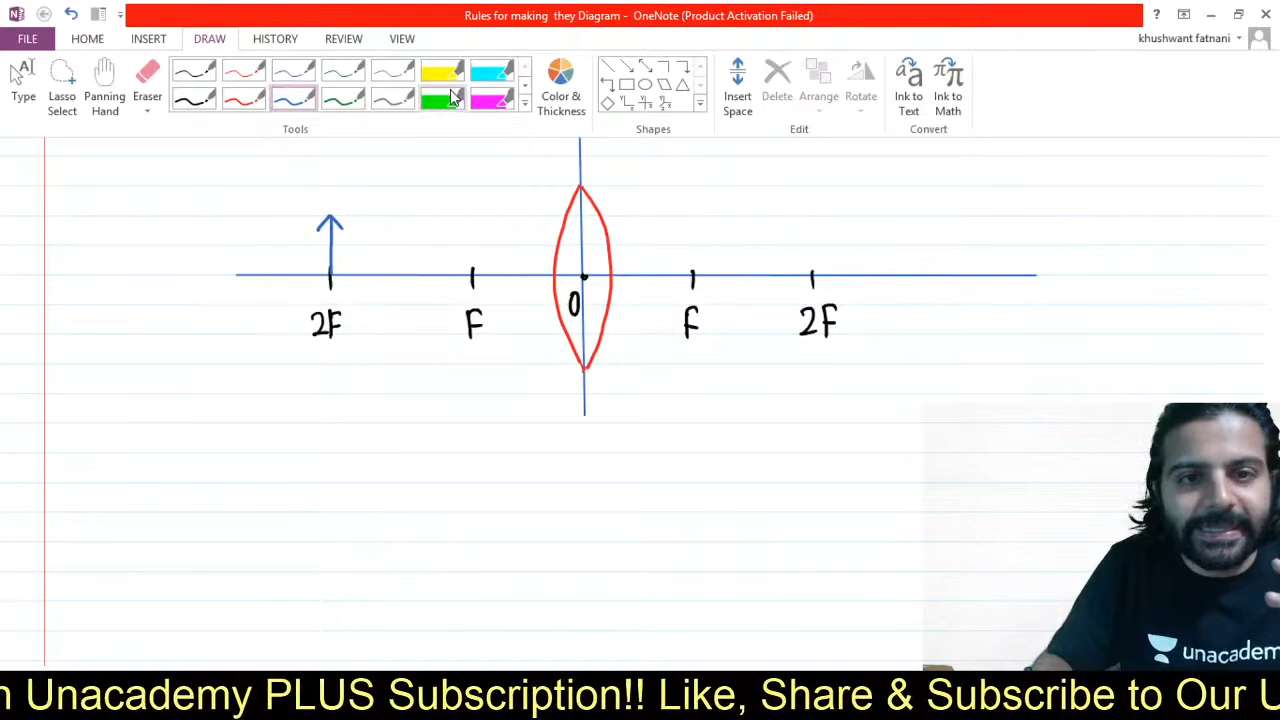 Rules for making they Diagram - OneNote (Product Activation Failed)
?
FILE HOME INSERT DRAW HISTORY REVIEW VIEW
khushwant fatnani
Type
Lasso Select
Panning Hand
Eraser
Color & Thickness
Insert Space
Delete
Arrange
Rotate
Ink to Text
Ink to Math
Tools
Shapes
Edit
Convert
2F F O F 2F
unacadem
n Unacademy PLUS Subscription!! Like, Share & Subscribe to Our U